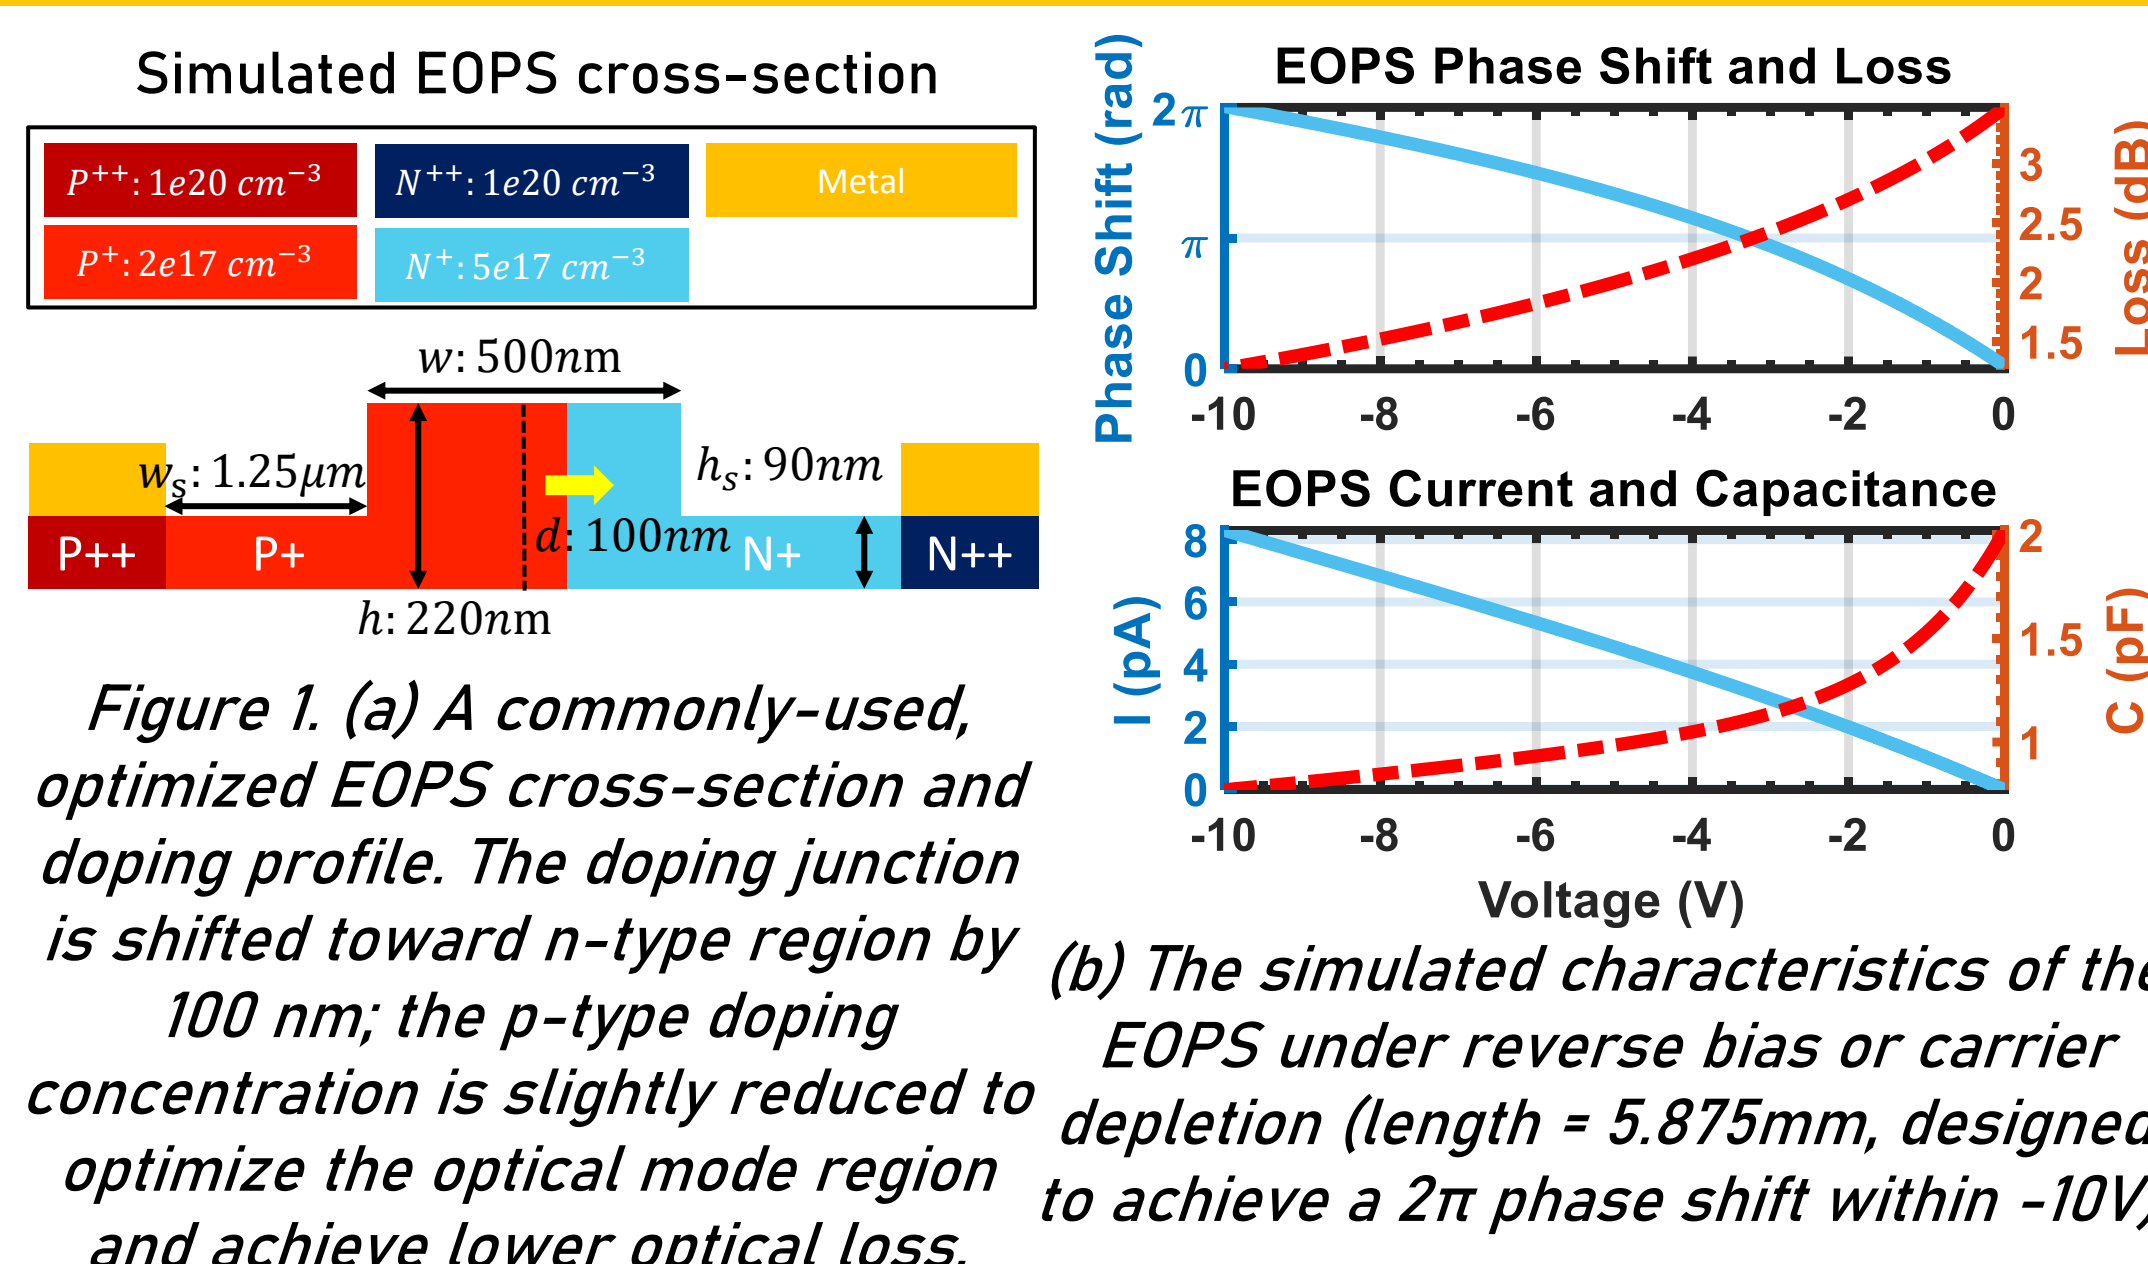 Simulated EOPS cross-section
P⁺⁺: 1e20 cm⁻³
N⁺⁺: 1e20 cm⁻³
Metal
P⁺: 2e17 cm⁻³
N⁺: 5e17 cm⁻³
w: 500nm
wₛ: 1.25μm
hₛ: 90nm
d: 100nm
P++
P+
N+
N++
h: 220nm
Figure 1. (a) A commonly-used,
optimized EOPS cross-section and
doping profile. The doping junction
is shifted toward n-type region by
100 nm; the p-type doping
concentration is slightly reduced to
optimize the optical mode region
and achieve lower optical loss.
EOPS Phase Shift and Loss
Phase Shift (rad)
2π
π
0
3
2.5
2
1.5
Loss (dB)
-10 -8 -6 -4 -2 0
EOPS Current and Capacitance
I (pA)
8
6
4
2
0
2
1.5
1
C (pF)
-10 -8 -6 -4 -2 0
Voltage (V)
(b) The simulated characteristics of the
EOPS under reverse bias or carrier
depletion (length = 5.875mm, designed
to achieve a 2π phase shift within -10V)